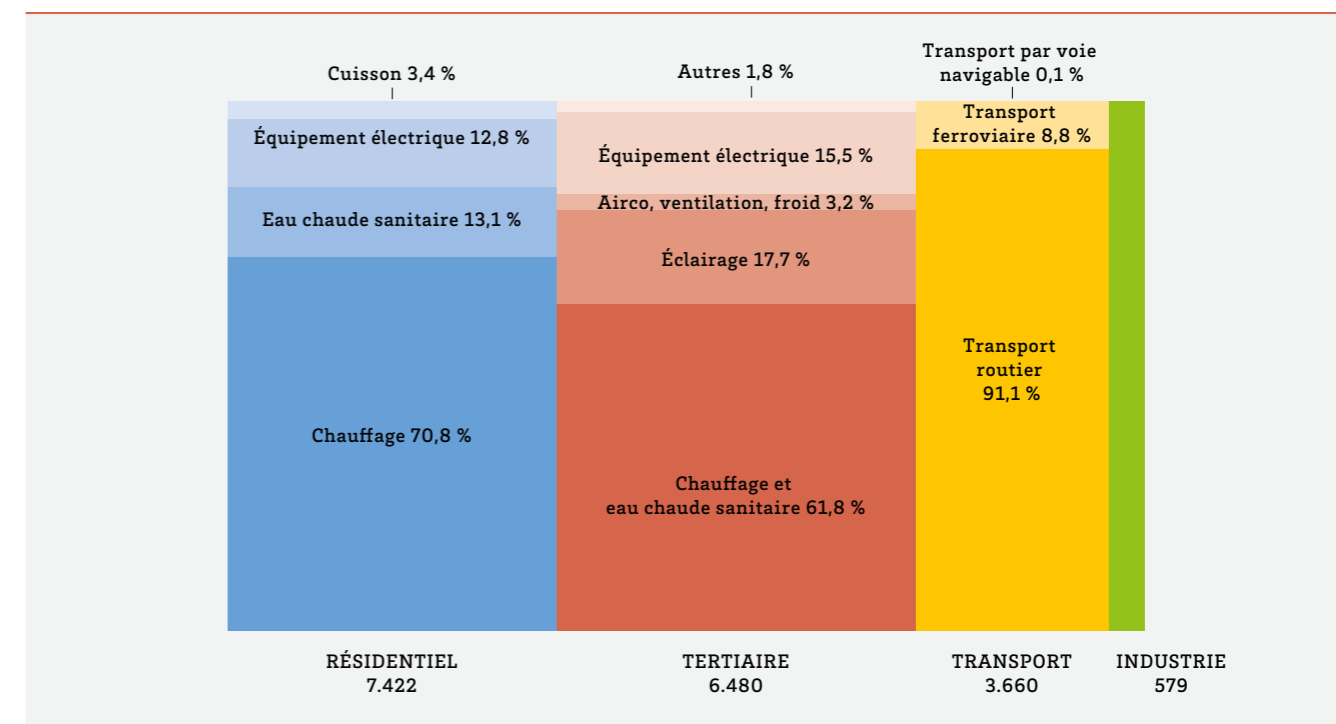 Cuisson 3,4 %
Équipement électrique 12,8 %
Eau chaude sanitaire 13,1 %
Chauffage 70,8 %
RÉSIDENTIEL
7.422
Autres 1,8 %
Équipement électrique 15,5 %
Airco, ventilation, froid 3,2 %
Éclairage 17,7 %
Chauffage et
eau chaude sanitaire 61,8 %
TERTIAIRE
6.480
Transport par voie
navigable 0,1 %
Transport
ferroviaire 8,8 %
Transport
routier
91,1 %
TRANSPORT
3.660
INDUSTRIE
579